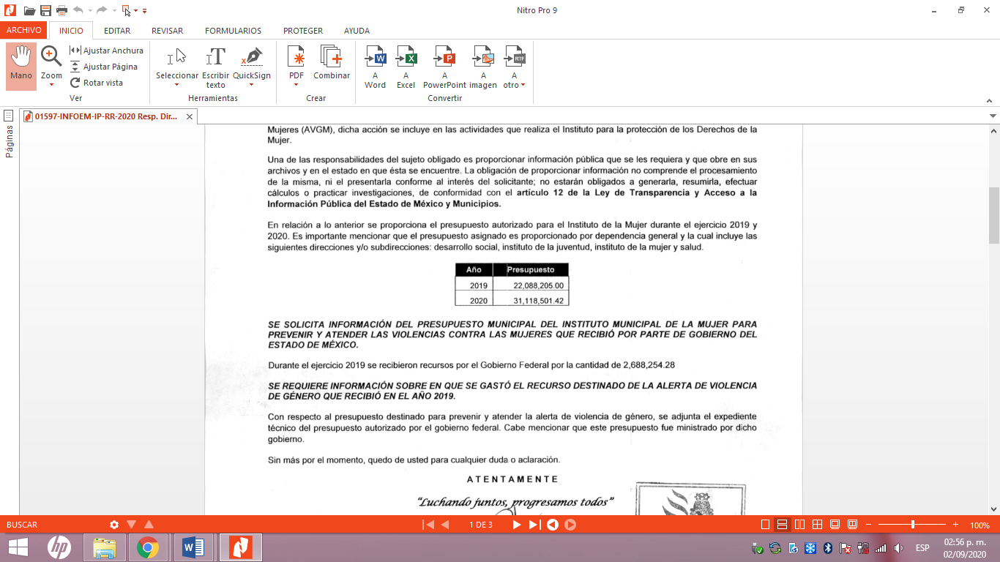 Nitro Pro 9
ARCHIVO INICIO EDITAR REVISAR FORMULARIOS PROTEGER AYUDA
Mano
Zoom
Ajustar Anchura
Ajustar Página
Rotar vista
Ver
Seleccionar
Escribir texto
QuickSign
Herramientas
PDF
Combinar
Crear
A Word
A Excel
A PowerPoint
A imagen
A otro
Convertir
01597-INFOEM-IP-RR-2020 Resp. Dir...
Páginas
Mujeres (AVGM), dicha acción se incluye en las actividades que realiza el Instituto para la protección de los Derechos de la
Mujer.
Una de las responsabilidades del sujeto obligado es proporcionar información pública que se les requiera y que obre en sus
archivos y en el estado en que ésta se encuentre. La obligación de proporcionar información no comprende el procesamiento
de la misma, ni el presentarla conforme al interés del solicitante; no estarán obligados a generarla, resumirla, efectuar
cálculos o practicar investigaciones, de conformidad con el artículo 12 de la Ley de Transparencia y Acceso a la
Información Pública del Estado de México y Municipios.
En relación a lo anterior se proporciona el presupuesto autorizado para el Instituto de la Mujer durante el ejercicio 2019 y
2020. Es importante mencionar que el presupuesto asignado es proporcionado por dependencia general y la cual incluye las
siguientes direcciones y/o subdirecciones: desarrollo social, instituto de la juventud, instituto de la mujer y salud.
Año Presupuesto
2019 22,088,205.00
2020 31,118,501.42
SE SOLICITA INFORMACIÓN DEL PRESUPUESTO MUNICIPAL DEL INSTITUTO MUNICIPAL DE LA MUJER PARA
PREVENIR Y ATENDER LAS VIOLENCIAS CONTRA LAS MUJERES QUE RECIBIÓ POR PARTE DE GOBIERNO DEL
ESTADO DE MÉXICO.
Durante el ejercicio 2019 se recibieron recursos por el Gobierno Federal por la cantidad de 2,688,254.28
SE REQUIERE INFORMACIÓN SOBRE EN QUE SE GASTÓ EL RECURSO DESTINADO DE LA ALERTA DE VIOLENCIA
DE GÉNERO QUE RECIBIÓ EN EL AÑO 2019.
Con respecto al presupuesto destinado para prevenir y atender la alerta de violencia de género, se adjunta el expediente
técnico del presupuesto autorizado por el gobierno federal. Cabe mencionar que este presupuesto fue ministrado por dicho
gobierno.
Sin más por el momento, quedo de usted para cualquier duda o aclaración.
A T E N T A M E N T E
“Luchando juntos, progresamos todos”
BUSCAR
1 DE 3
100%
ESP
02:56 p. m.
02/09/2020